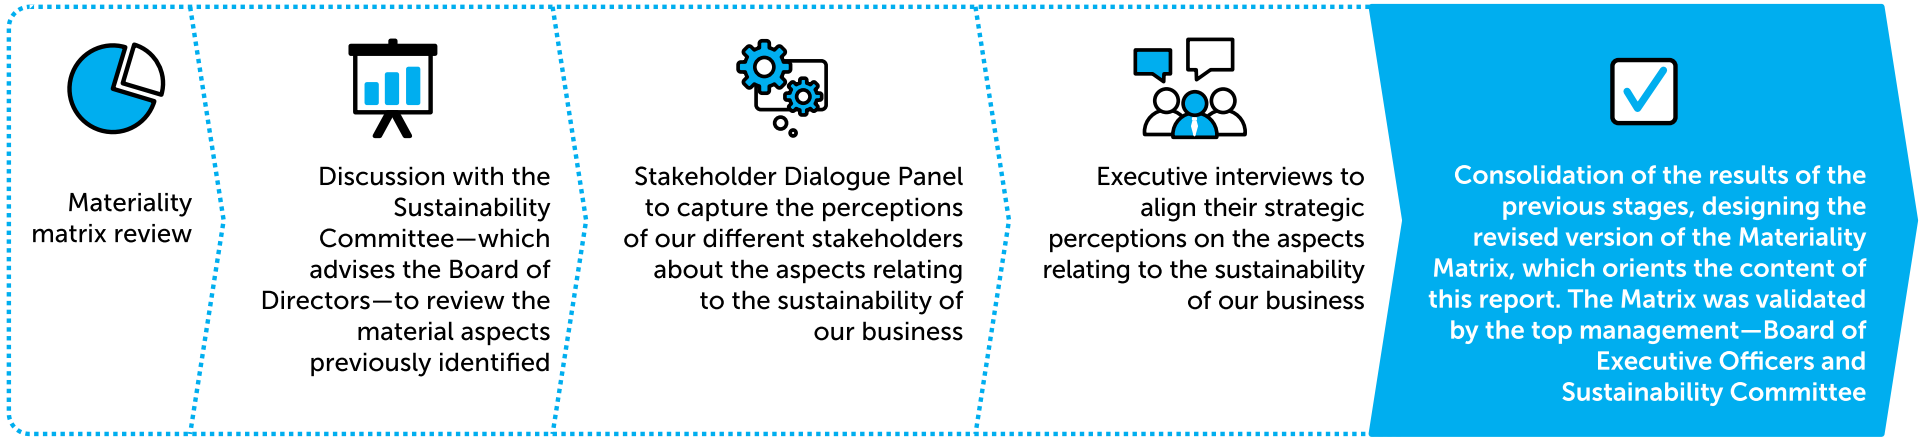 Materiality
matrix review
Discussion with the
Sustainability
Committee—which
advises the Board of
Directors—to review the
material aspects
previously identified
Stakeholder Dialogue Panel
to capture the perceptions
of our different stakeholders
about the aspects relating
to the sustainability of
our business
Executive interviews to
align their strategic
perceptions on the aspects
relating to the sustainability
of our business
Consolidation of the results of the
previous stages, designing the
revised version of the Materiality
Matrix, which orients the content of
this report. The Matrix was validated
by the top management—Board of
Executive Officers and
Sustainability Committee